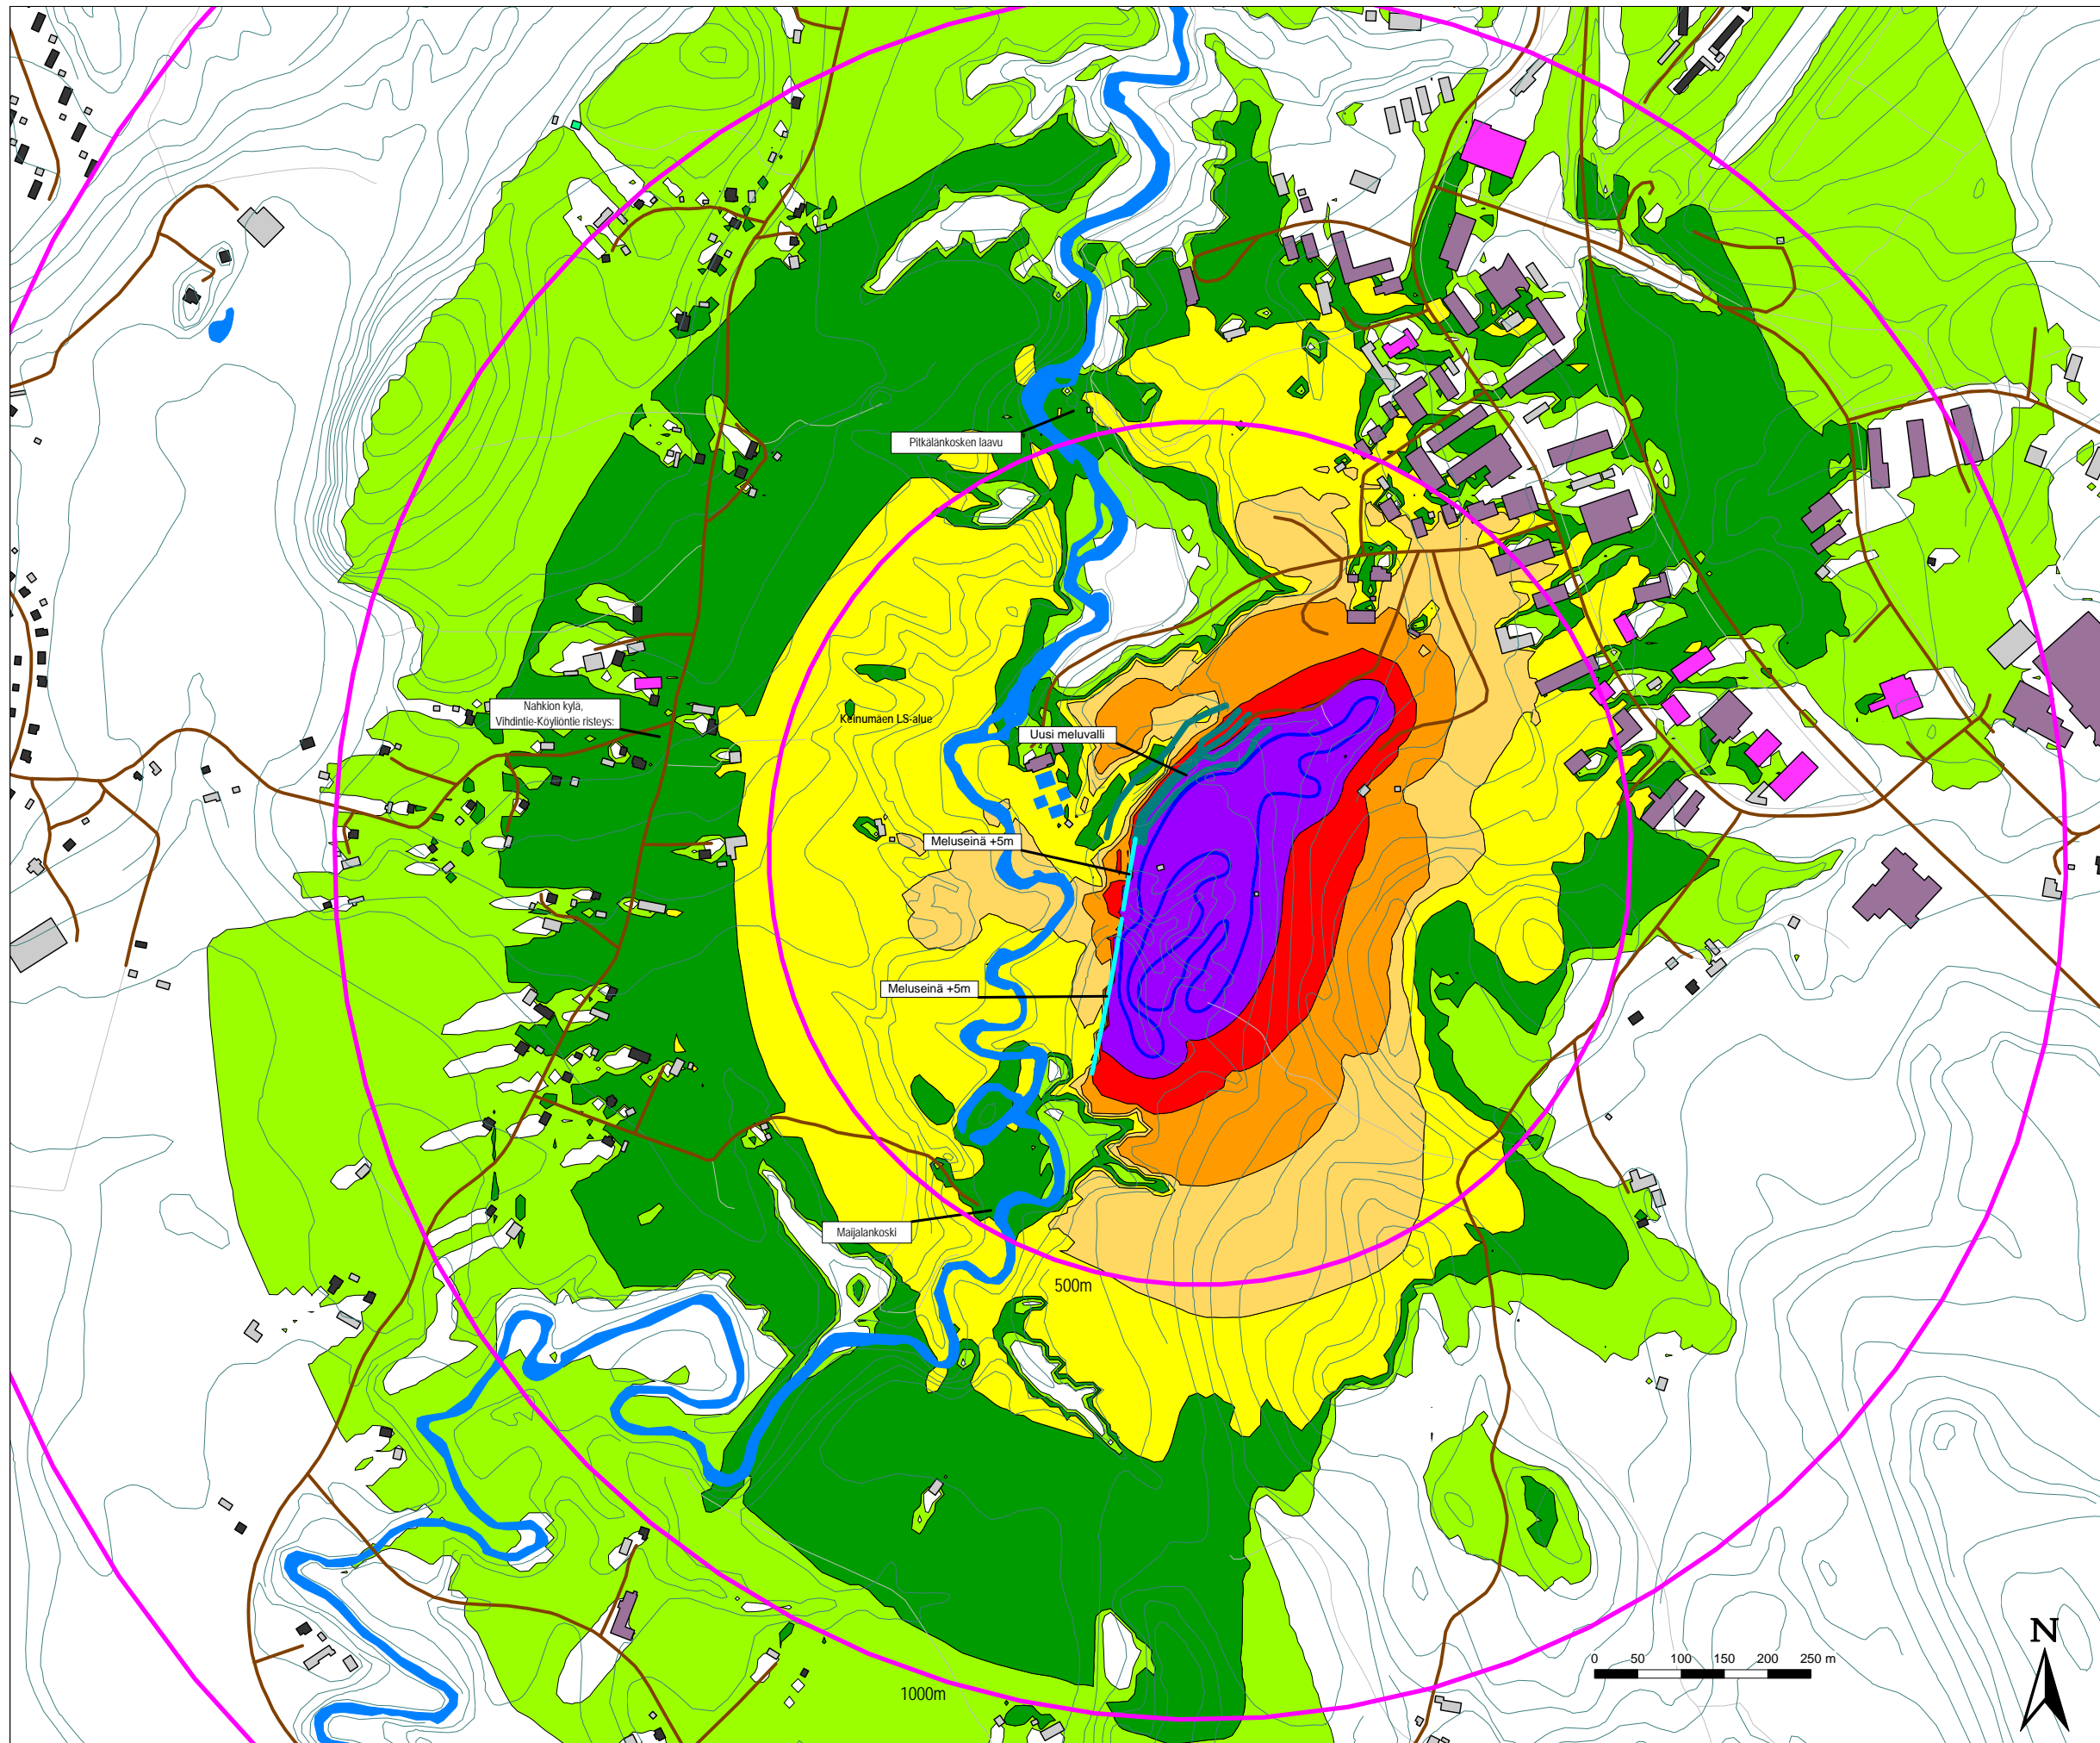 Pitkälänkosken laavu
Nahkion kylä,
Vihdintie-Köyliöntie risteys:
Keinumäen LS-alue
Uusi meluvalli
Meluseinä +5m
Meluseinä +5m
Maijalankoski
500m
1000m
0 50 100 150 200 250 m
N